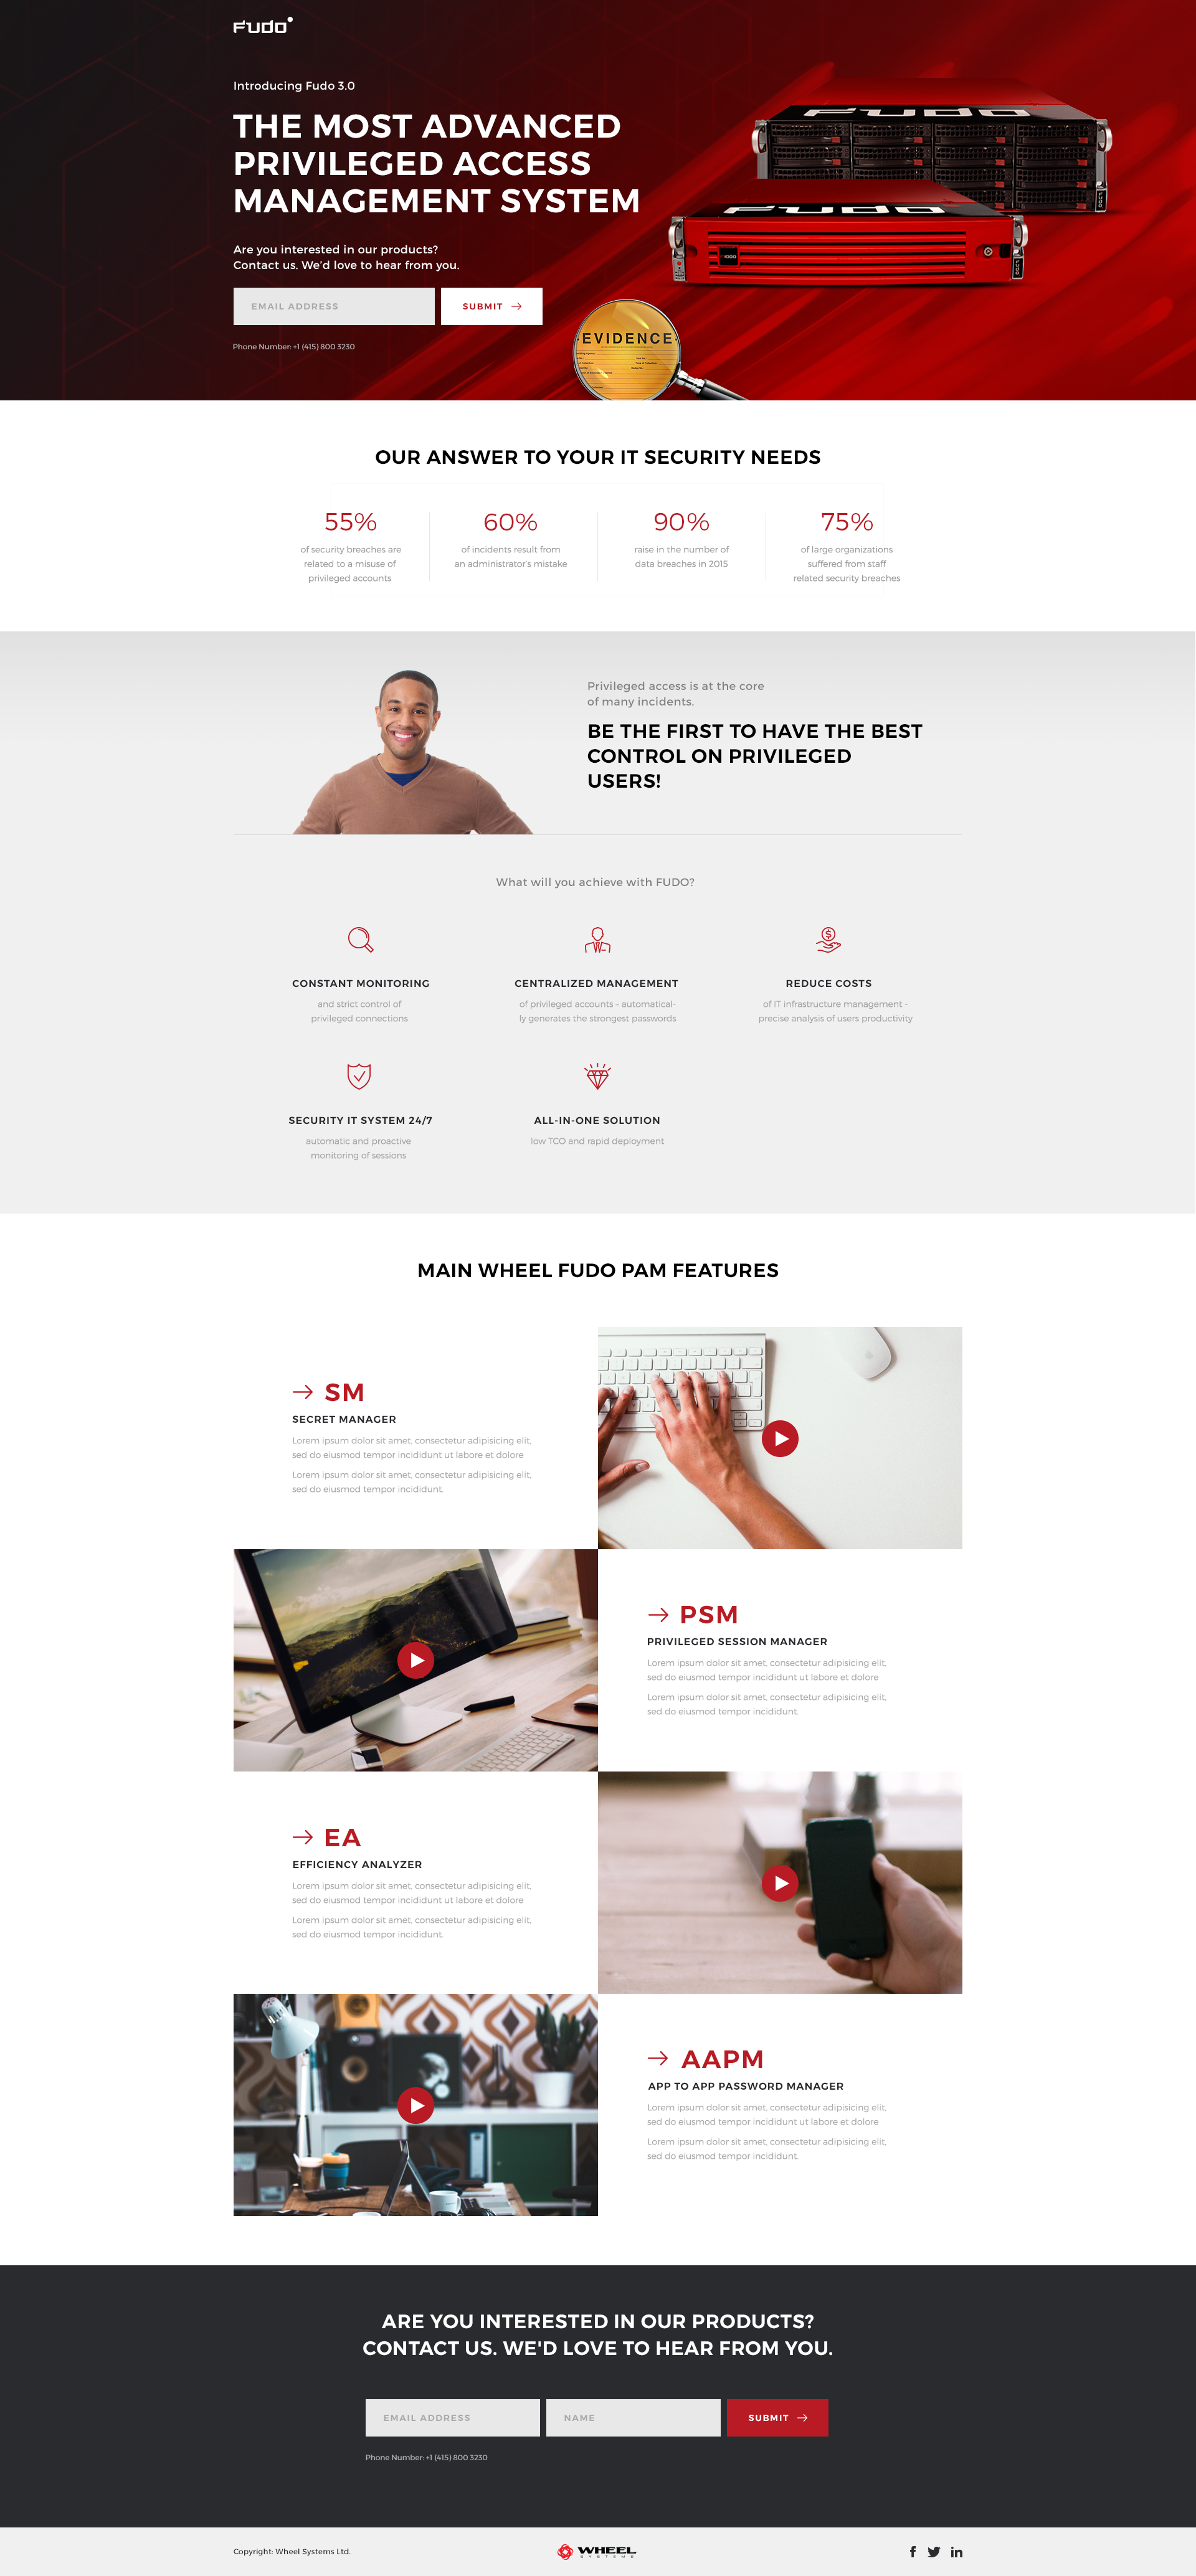 Fudo
Introducing Fudo 3.0
THE MOST ADVANCED
PRIVILEGED ACCESS
MANAGEMENT SYSTEM
FUDO
FUDO
Are you interested in our products?
Contact us. We'd love to hear from you.
EMAIL ADDRESS
SUBMIT
EVIDENCE
Phone Number: +1 (415) 800 3230
OUR ANSWER TO YOUR IT SECURITY NEEDS
55%
of security breaches are
related to a misuse of
privileged accounts
60%
of incidents result from
an administrator's mistake
90%
raise in the number of
data breaches in 2015
75%
of large organizations
suffered from staff
related security breaches
Privileged access is at the core
of many incidents.
BE THE FIRST TO HAVE THE BEST
CONTROL ON PRIVILEGED
USERS!
What will you achieve with FUDO?
CONSTANT MONITORING
and strict control of
privileged connections
CENTRALIZED MANAGEMENT
of privileged accounts - automatical-
ly generates the strongest passwords
REDUCE COSTS
of IT infrastructure management -
precise analysis of users productivity
SECURITY IT SYSTEM 24/7
automatic and proactive
monitoring of sessions
ALL-IN-ONE SOLUTION
low TCO and rapid deployment
MAIN WHEEL FUDO PAM FEATURES
SM
SECRET MANAGER
Lorem ipsum dolor sit amet, consectetur adipisicing elit,
sed do eiusmod tempor incididunt ut labore et dolore
Lorem ipsum dolor sit amet, consectetur adipisicing elit,
sed do eiusmod tempor incididunt.
PSM
PRIVILEGED SESSION MANAGER
Lorem ipsum dolor sit amet, consectetur adipisicing elit,
sed do eiusmod tempor incididunt ut labore et dolore
Lorem ipsum dolor sit amet, consectetur adipisicing elit,
sed do eiusmod tempor incididunt.
EA
EFFICIENCY ANALYZER
Lorem ipsum dolor sit amet, consectetur adipisicing elit,
sed do eiusmod tempor incididunt ut labore et dolore
Lorem ipsum dolor sit amet, consectetur adipisicing elit,
sed do eiusmod tempor incididunt.
AAPM
APP TO APP PASSWORD MANAGER
Lorem ipsum dolor sit amet, consectetur adipisicing elit,
sed do eiusmod tempor incididunt ut labore et dolore
Lorem ipsum dolor sit amet, consectetur adipisicing elit,
sed do eiusmod tempor incididunt.
ARE YOU INTERESTED IN OUR PRODUCTS?
CONTACT US. WE'D LOVE TO HEAR FROM YOU.
EMAIL ADDRESS
NAME
SUBMIT
Phone Number: +1 (415) 800 3230
Copyright: Wheel Systems Ltd.
WHEEL
SYSTEMS